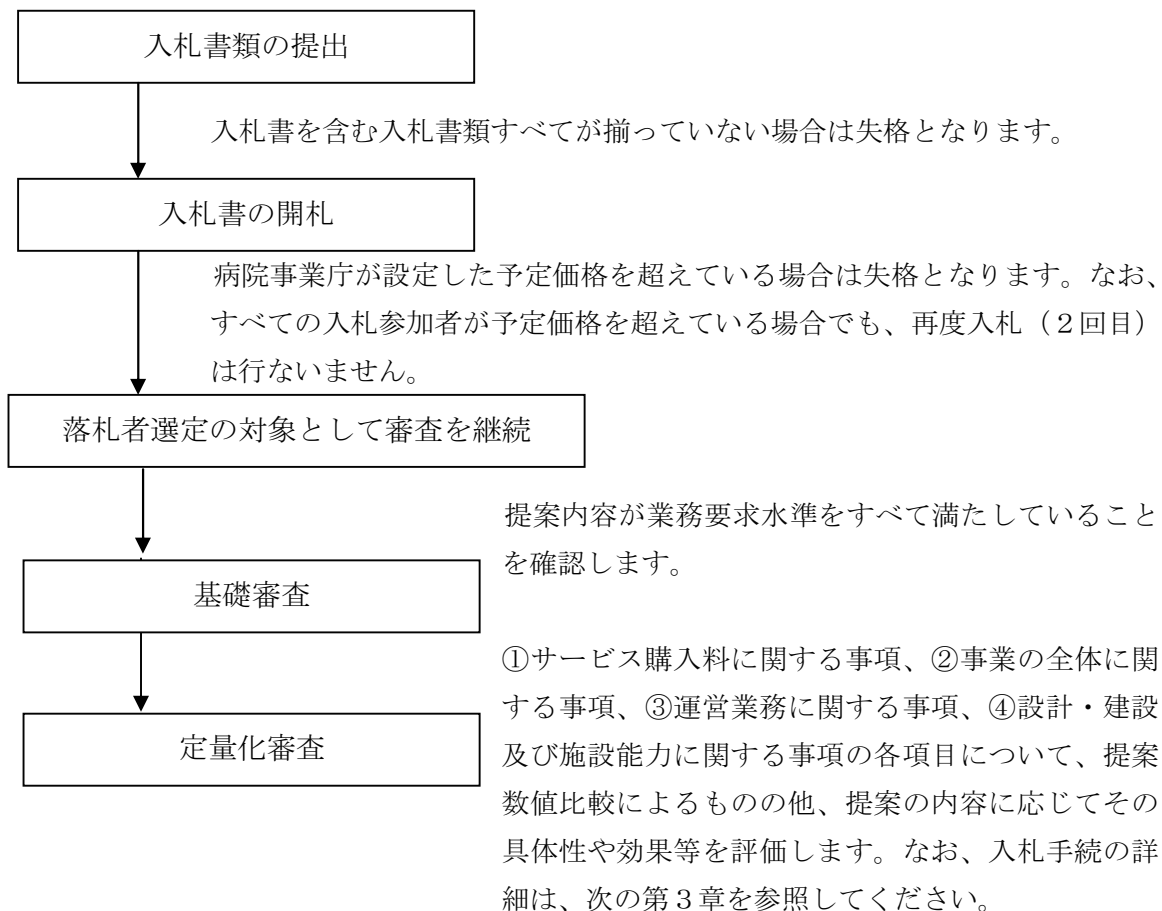 入札書類の提出
入札書を含む入札書類すべてが揃っていない場合は失格となります。
入札書の開札
病院事業庁が設定した予定価格を超えている場合は失格となります。なお、
すべての入札参加者が予定価格を超えている場合でも、再度入札（２回目）
は行ないません。
落札者選定の対象として審査を継続
提案内容が業務要求水準をすべて満たしていること
を確認します。
基礎審査
①サービス購入料に関する事項、②事業の全体に関
する事項、③運営業務に関する事項、④設計・建設
及び施設能力に関する事項の各項目について、提案
数値比較によるものの他、提案の内容に応じてその
具体性や効果等を評価します。なお、入札手続の詳
細は、次の第３章を参照してください。
定量化審査